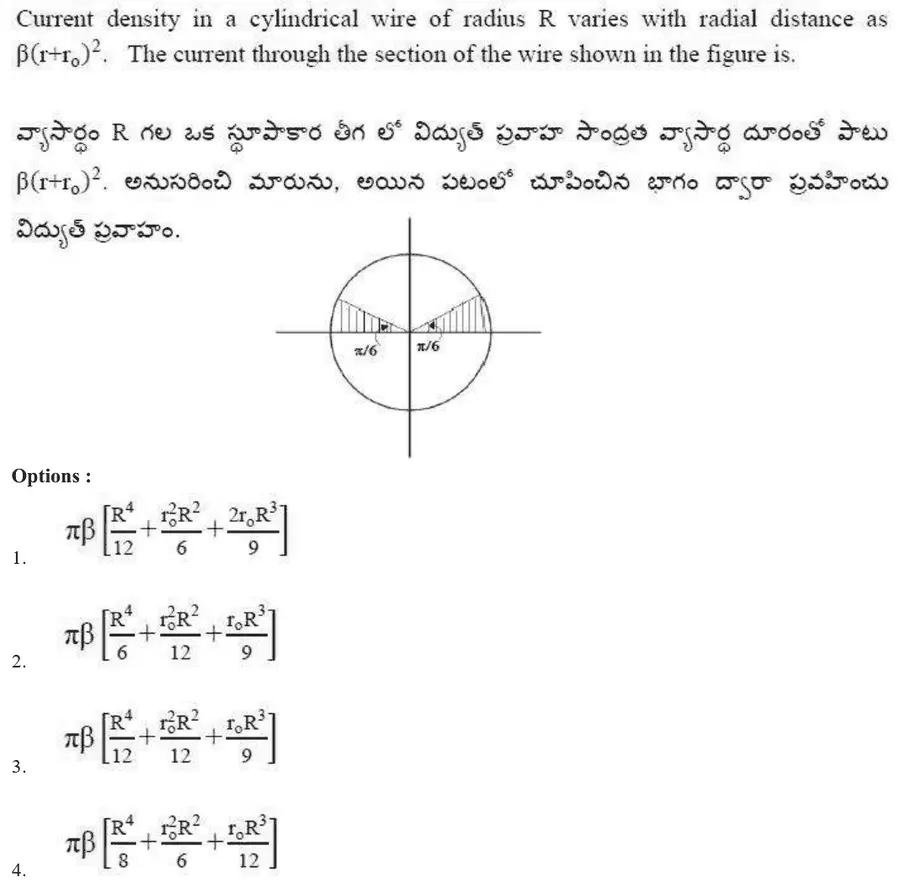 Current density in a cylindrical wire of radius R varies with radial distance as
β(r+r₀)². The current through the section of the wire shown in the figure is.
వ్యాసార్ధం R గల ఒక స్థూపాకార తీగ లో విద్యుత్ ప్రవాహ సాంద్రత వ్యాసార్ధ దూరంతో పాటు
β(r+r₀)². అనుసరించి మారును, అయిన పటంలో చూపించిన భాగం ద్వారా ప్రవహించు
విద్యుత్ ప్రవాహం.
π/6 π/6
Options :
1. πβ [R⁴/12 + r₀²R²/6 + 2r₀R³/9]
2. πβ [R⁴/6 + r₀²R²/12 + r₀R³/9]
3. πβ [R⁴/12 + r₀²R²/12 + r₀R³/9]
4. πβ [R⁴/8 + r₀²R²/6 + r₀R³/12]